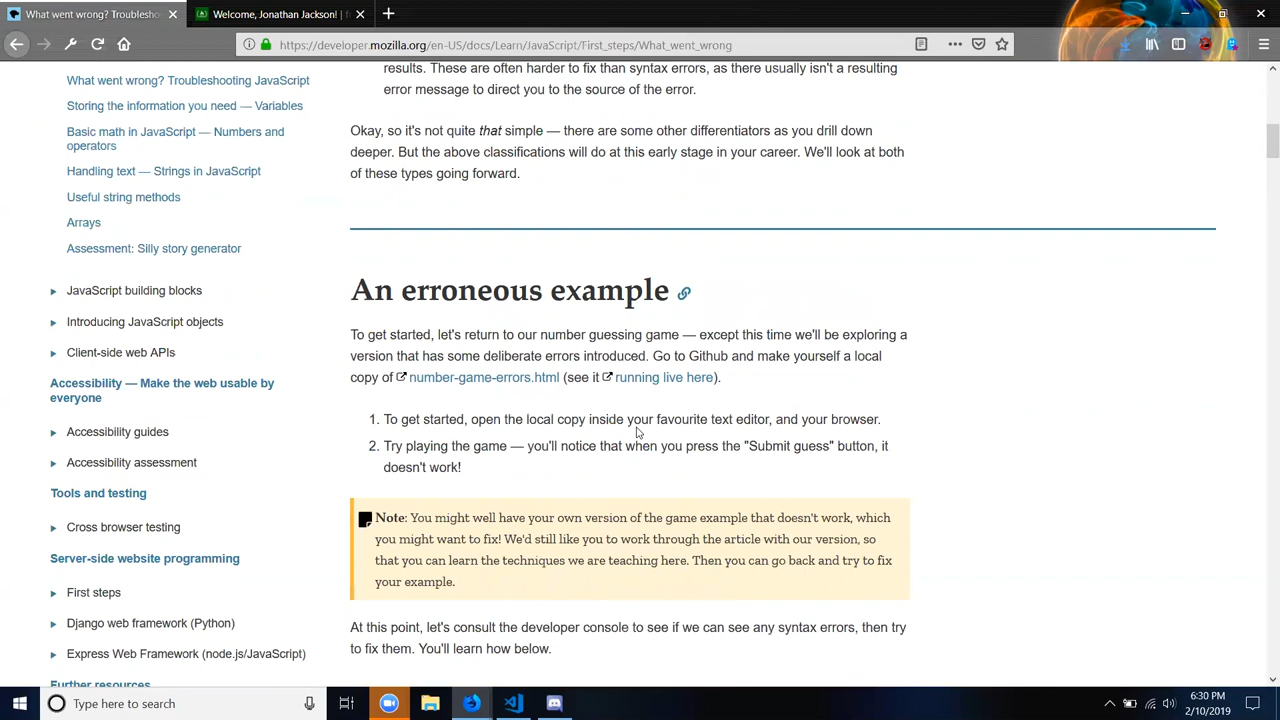 What went wrong? Troublesho
Welcome, Jonathan Jackson! | f
https://developer.mozilla.org/en-US/docs/Learn/JavaScript/First_steps/What_went_wrong
What went wrong? Troubleshooting JavaScript
Storing the information you need — Variables
Basic math in JavaScript — Numbers and
operators
Handling text — Strings in JavaScript
Useful string methods
Arrays
Assessment: Silly story generator
JavaScript building blocks
Introducing JavaScript objects
Client-side web APIs
Accessibility — Make the web usable by
everyone
Accessibility guides
Accessibility assessment
Tools and testing
Cross browser testing
Server-side website programming
First steps
Django web framework (Python)
Express Web Framework (node.js/JavaScript)
Further resources
results. These are often harder to fix than syntax errors, as there usually isn't a resulting
error message to direct you to the source of the error.
Okay, so it's not quite that simple — there are some other differentiators as you drill down
deeper. But the above classifications will do at this early stage in your career. We'll look at both
of these types going forward.
An erroneous example
To get started, let's return to our number guessing game — except this time we'll be exploring a
version that has some deliberate errors introduced. Go to Github and make yourself a local
copy of number-game-errors.html (see it running live here).
1. To get started, open the local copy inside your favourite text editor, and your browser.
2. Try playing the game — you'll notice that when you press the "Submit guess" button, it
doesn't work!
Note: You might well have your own version of the game example that doesn't work, which
you might want to fix! We'd still like you to work through the article with our version, so
that you can learn the techniques we are teaching here. Then you can go back and try to fix
your example.
At this point, let's consult the developer console to see if we can see any syntax errors, then try
to fix them. You'll learn how below.
Type here to search
6:30 PM
2/10/2019